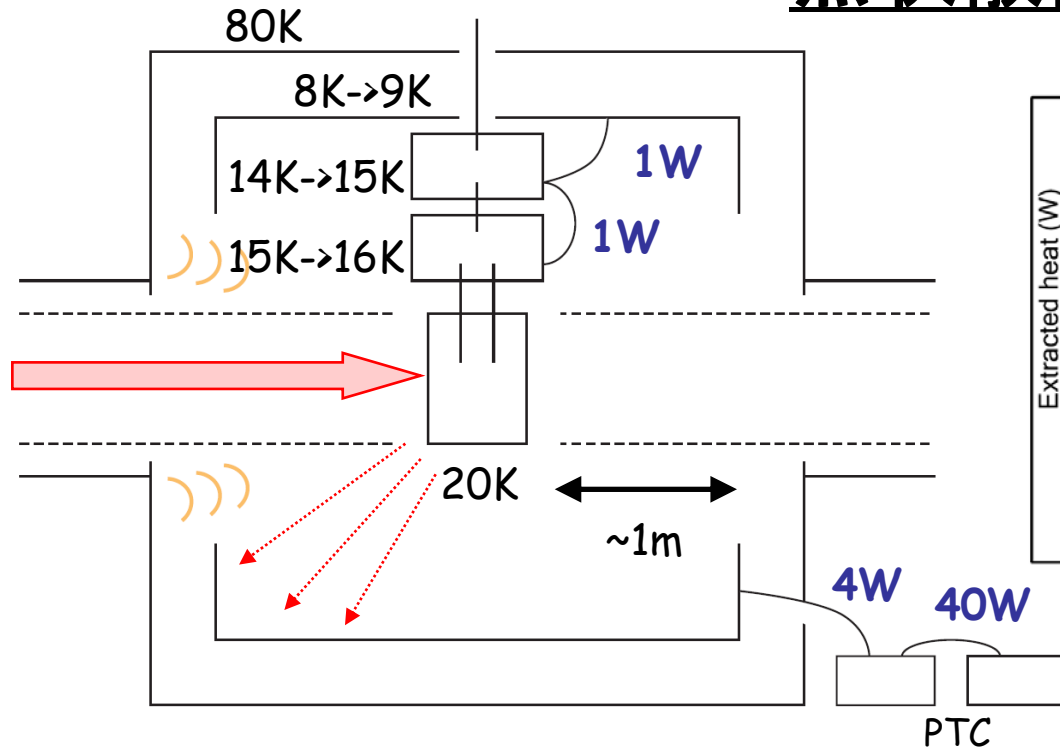 80K
8K->9K
14K->15K
1W
1W
15K->16K
20K
~1m
4W
40W
PTC
Extracted heat (W)